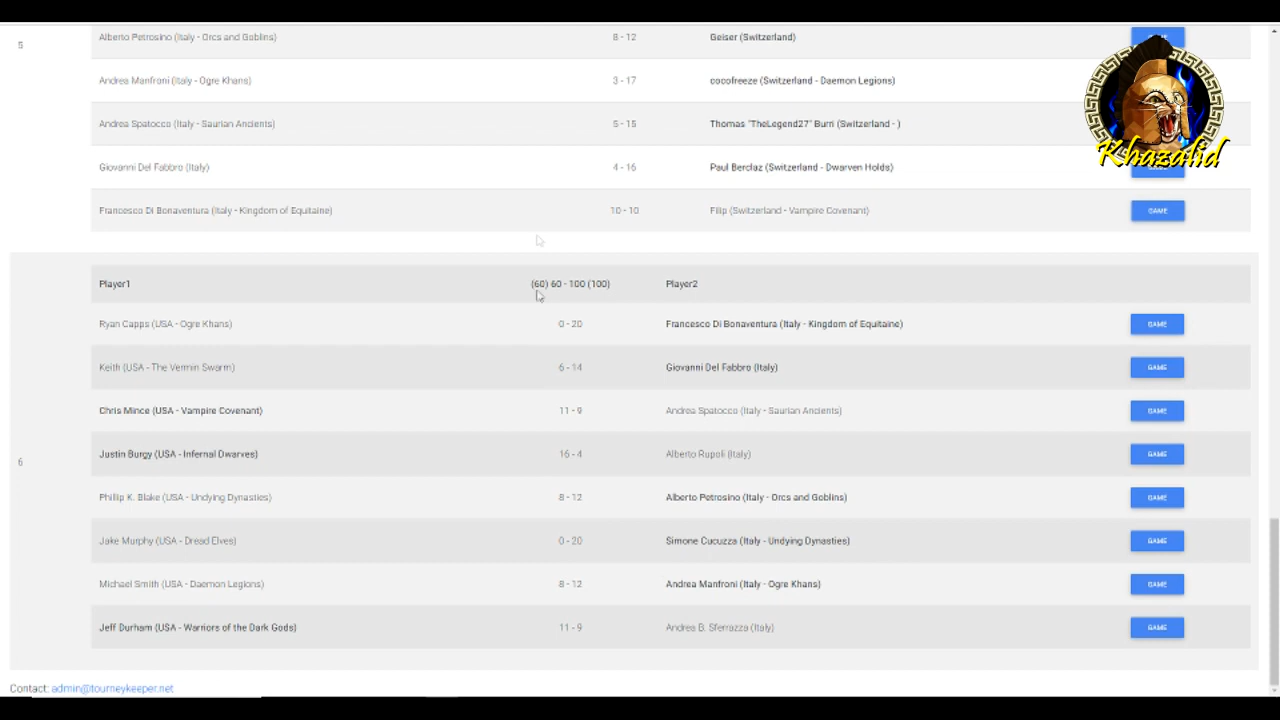 5
Alberto Petrosino (Italy - Orcs and Goblins) 8 - 12 Geiser (Switzerland)
Andrea Manfroni (Italy - Ogre Khans) 3 - 17 cocofreeze (Switzerland - Daemon Legions)
Andrea Spatocco (Italy - Saurian Ancients) 5 - 15 Thomas "TheLegend27" Burri (Switzerland - )
Khazalid
Giovanni Del Fabbro (Italy) 4 - 16 Paul Berclaz (Switzerland - Dwarven Holds)
Francesco Di Bonaventura (Italy - Kingdom of Equitaine) 10 - 10 Filip (Switzerland - Vampire Covenant) GAME
Player1 (60) 60 - 100 (100) Player2
Ryan Capps (USA - Ogre Khans) 0 - 20 Francesco Di Bonaventura (Italy - Kingdom of Equitaine) GAME
Keith (USA - The Vermin Swarm) 6 - 14 Giovanni Del Fabbro (Italy) GAME
Chris Mince (USA - Vampire Covenant) 11 - 9 Andrea Spatocco (Italy - Saurian Ancients) GAME
6
Justin Burgy (USA - Infernal Dwarves) 16 - 4 Alberto Rupoli (Italy) GAME
Phillip K. Blake (USA - Undying Dynasties) 8 - 12 Alberto Petrosino (Italy - Orcs and Goblins) GAME
Jake Murphy (USA - Dread Elves) 0 - 20 Simone Cucuzza (Italy - Undying Dynasties) GAME
Michael Smith (USA - Daemon Legions) 8 - 12 Andrea Manfroni (Italy - Ogre Khans) GAME
Jeff Durham (USA - Warriors of the Dark Gods) 11 - 9 Andrea B. Sferrazza (Italy) GAME
Contact: admin@tourneykeeper.net